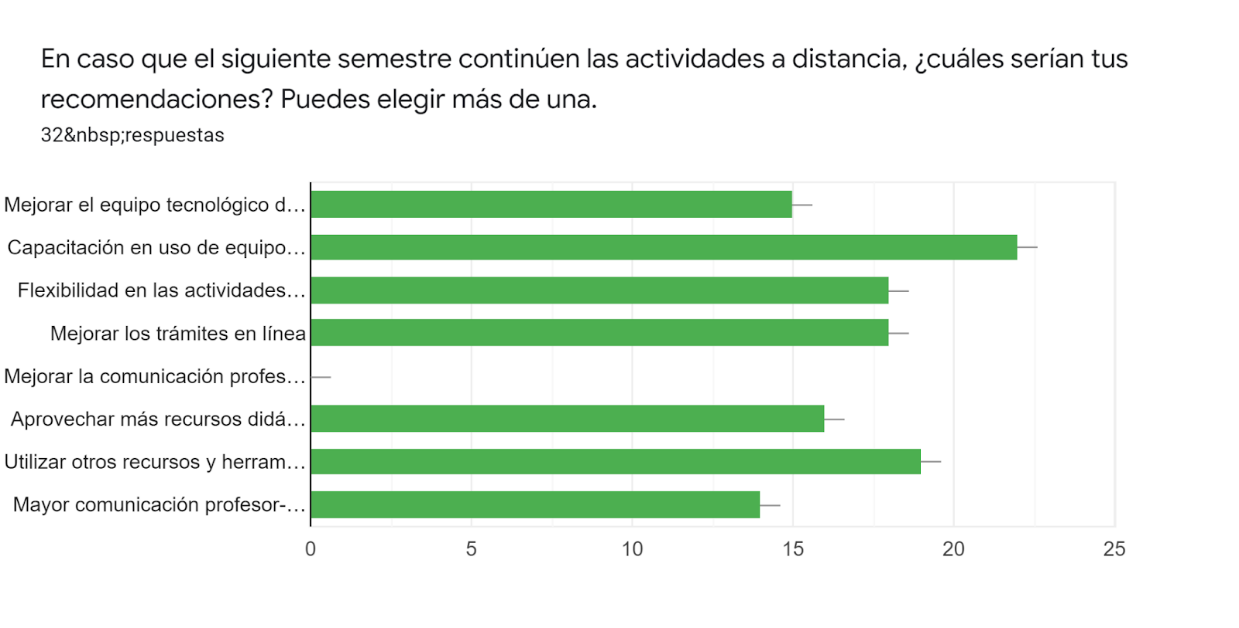 En caso que el siguiente semestre continúen las actividades a distancia, ¿cuáles serían tus
recomendaciones? Puedes elegir más de una.
32&nbsp;respuestas
Mejorar el equipo tecnológico d…
Capacitación en uso de equipo…
Flexibilidad en las actividades…
Mejorar los trámites en línea
Mejorar la comunicación profes…
Aprovechar más recursos didá…
Utilizar otros recursos y herram…
Mayor comunicación profesor-…
0 5 10 15 20 25